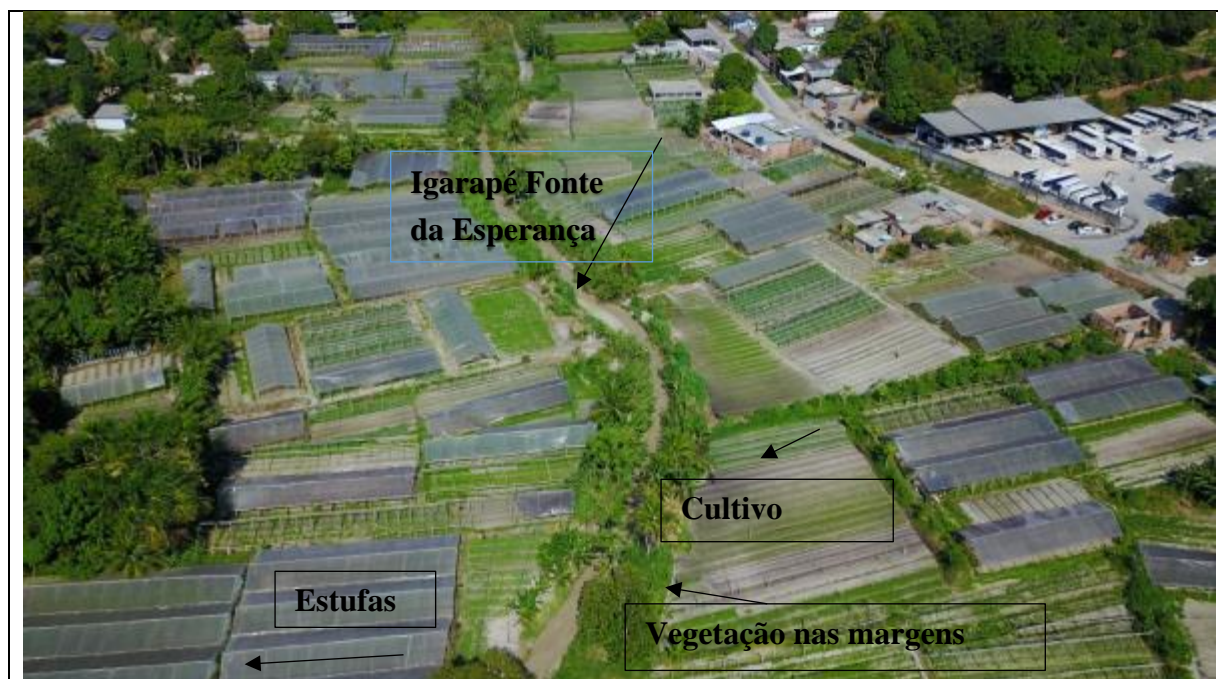 Igarapé Fonte
da Esperança
Cultivo
Estufas
Vegetação nas margens